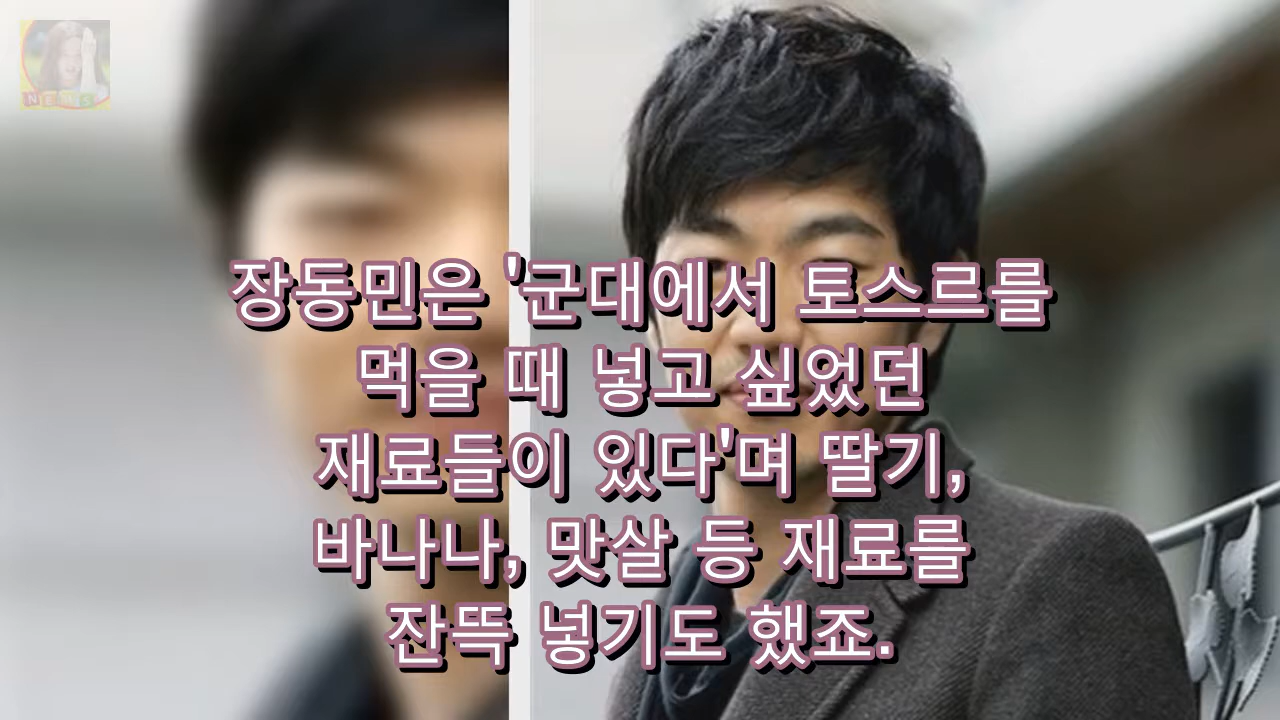 NEWS
장동민은 '군대에서 토스르를
먹을 때 넣고 싶었던
재료들이 있다'며 딸기,
바나나, 맛살 등 재료를
잔뜩 넣기도 했죠.